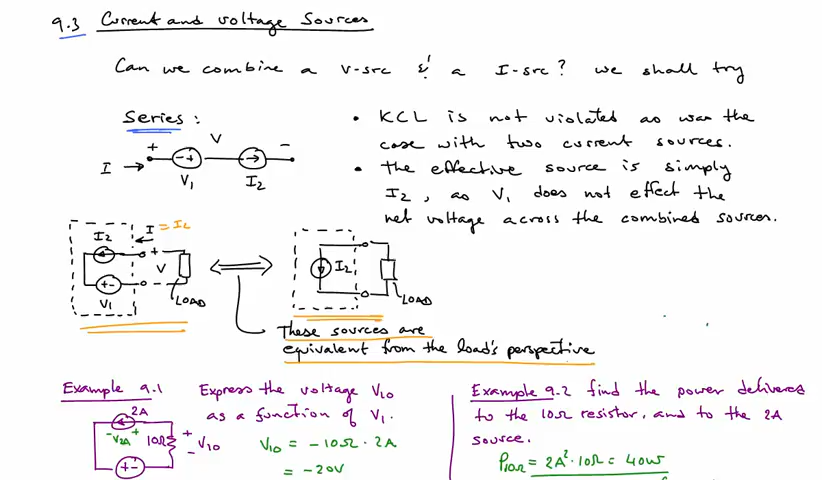 9.3 Current and voltage Sources
Can we combine a V-src & a I-src? we shall try
Series:
+ V -
I →
V₁ I₂
• KCL is not violated as was the
case with two current sources.
• the effective source is simply
I₂, as V₁ does not effect the
net voltage across the combined sources.
I₂ I = I₂
+
V
-
+-
V₁ LOAD
I₂
LOAD
These sources are
equivalent from the load's perspective
Example 9.1 Express the voltage V₁₀
as a function of V₁.
2A
-V₂A+ 10Ω + V₁₀ -
+-
V₁₀ = -10Ω · 2A
= -20V
Example 9.2 find the power delivered
to the 10Ω resistor, and to the 2A
source.
P₁₀Ω = 2A² · 10Ω = 40W